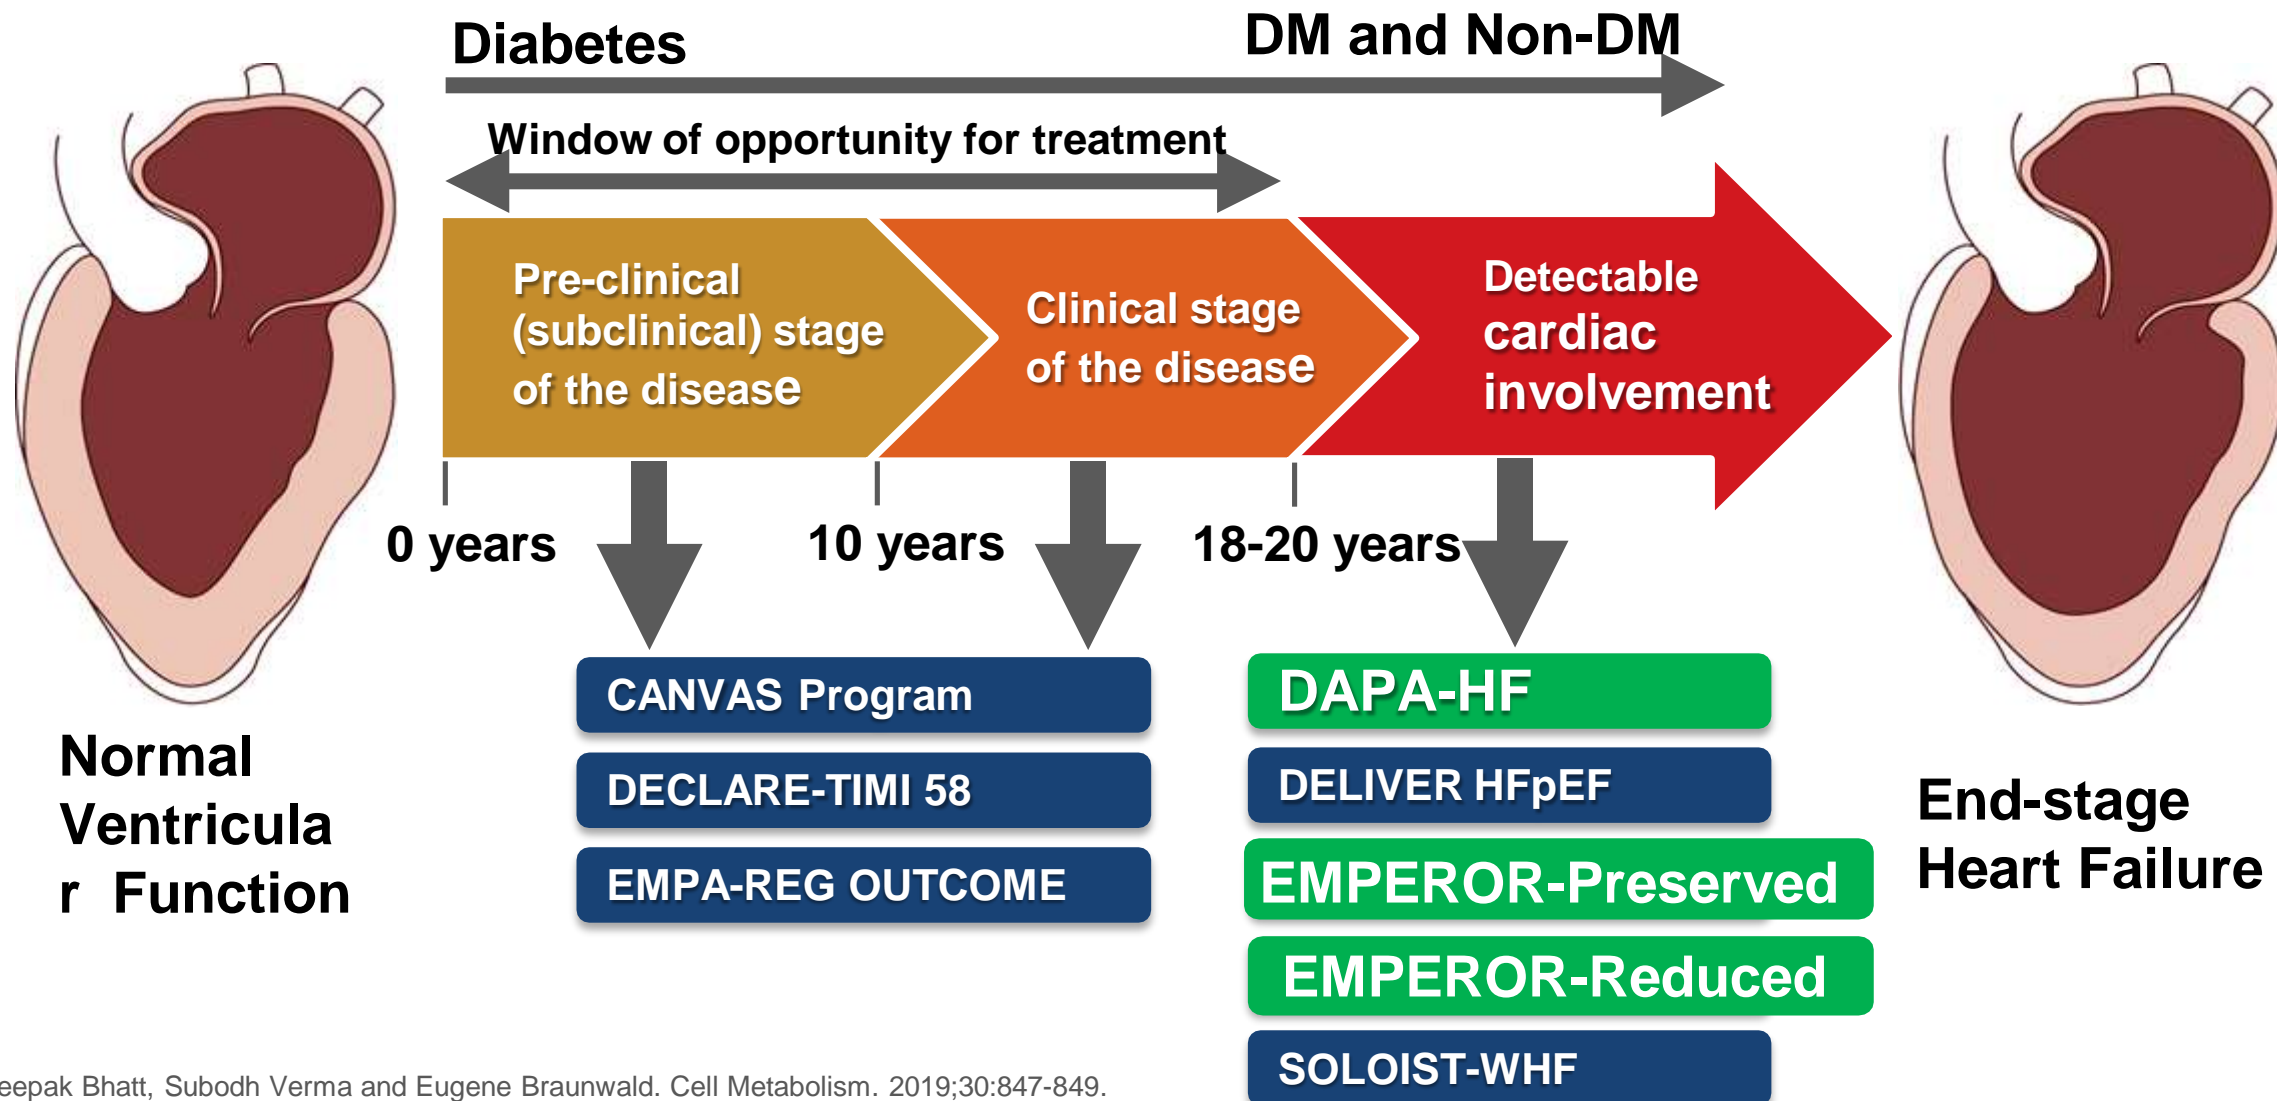 Diabetes
DM and Non-DM
Window of opportunity for treatment
Pre-clinical
(subclinical) stage
of the disease
Clinical stage
of the disease
Detectable
cardiac
involvement
0 years
10 years
18-20 years
CANVAS Program
DECLARE-TIMI 58
EMPA-REG OUTCOME
DAPA-HF
DELIVER HFpEF
EMPEROR-Preserved
EMPEROR-Reduced
SOLOIST-WHF
Normal
Ventricula
r Function
End-stage
Heart Failure
eepak Bhatt, Subodh Verma and Eugene Braunwald. Cell Metabolism. 2019;30:847-849.